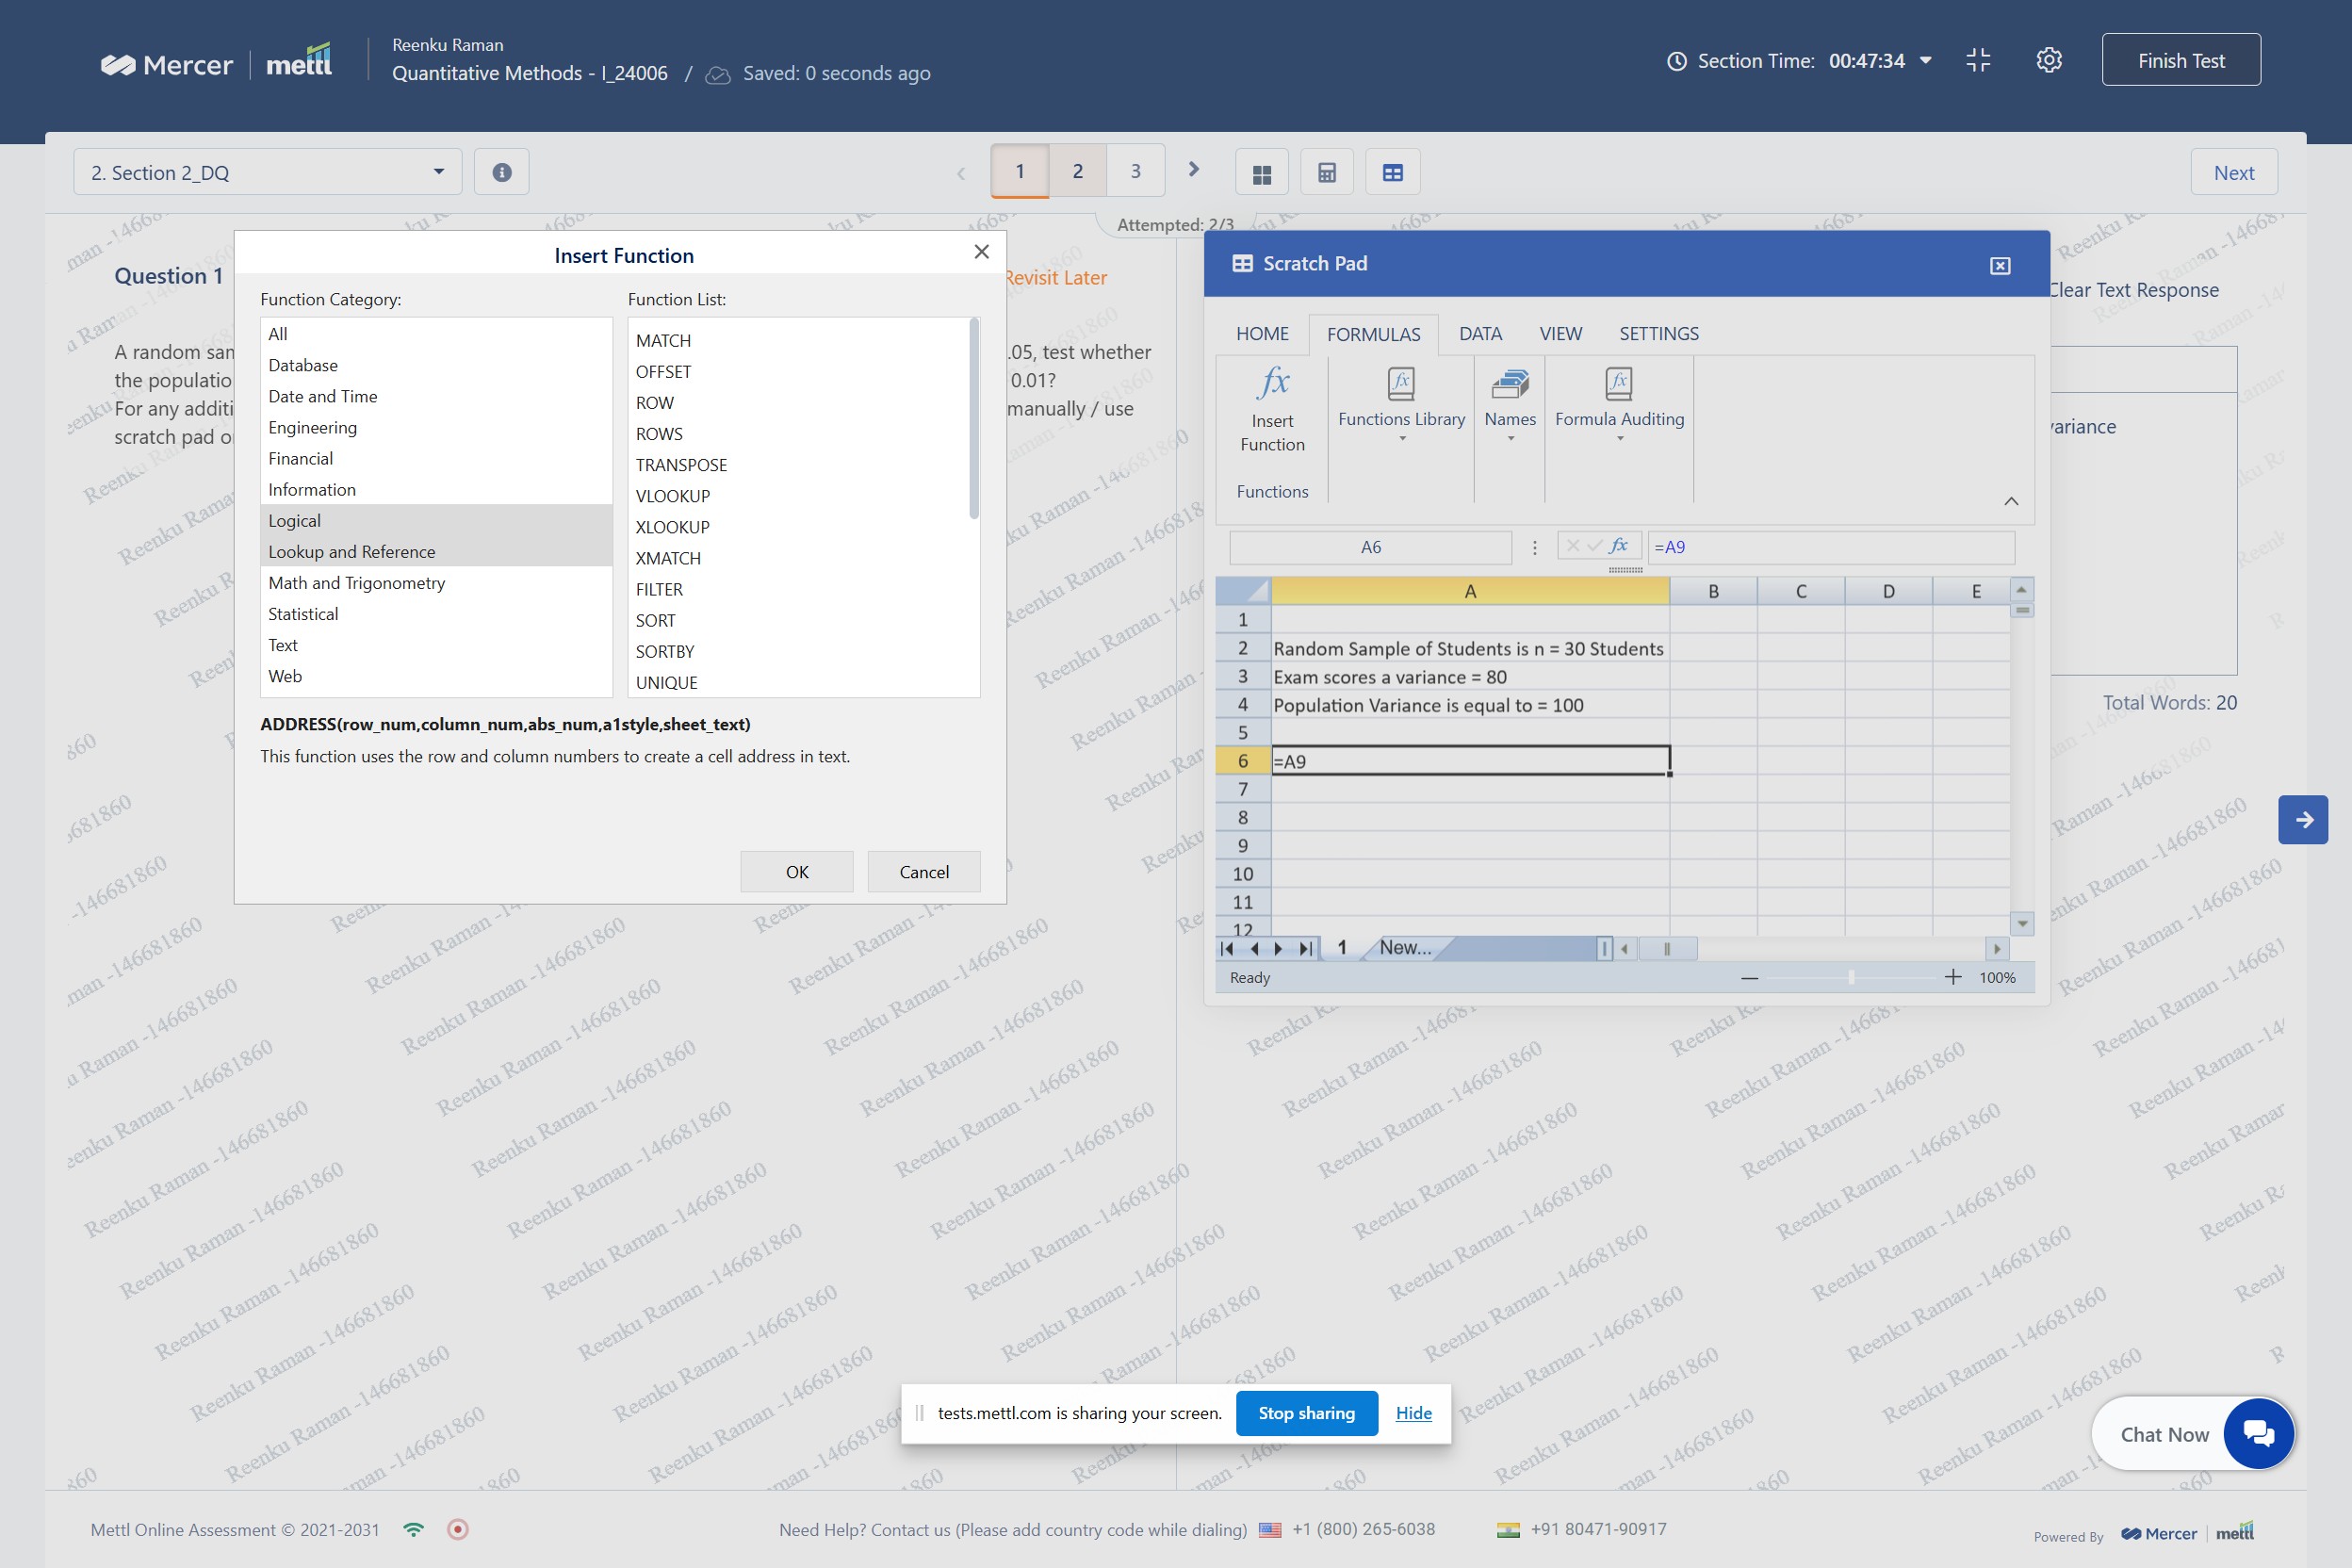 Mercer | mettl
Reenku Raman
Quantitative Methods - I_24006 / Saved: 0 seconds ago
Section Time: 00:47:34
Finish Test
2. Section 2_DQ
1 2 3
Next
Attempted: 2/3
Question 1
Revisit Later
A random .05, test whether
the 0.01?
For any manually / use
scratch pad
Insert Function
Function Category:
All
Database
Date and Time
Engineering
Financial
Information
Logical
Lookup and Reference
Math and Trigonometry
Statistical
Text
Web
Function List:
MATCH
OFFSET
ROW
ROWS
TRANSPOSE
VLOOKUP
XLOOKUP
XMATCH
FILTER
SORT
SORTBY
UNIQUE
ADDRESS(row_num,column_num,abs_num,a1style,sheet_text)
This function uses the row and column numbers to create a cell address in text.
OK Cancel
Scratch Pad
HOME FORMULAS DATA VIEW SETTINGS
fx
Insert
Function
Functions
Functions Library
Names
Formula Auditing
A6 fx =A9
A B C D E
1
2 Random Sample of Students is n = 30 Students
3 Exam scores a variance = 80
4 Population Variance is equal to = 100
5
6 =A9
7
8
9
10
11
12
1 New...
Ready 100%
Clear Text Response
variance
Total Words: 20
Reenku Raman -146681860
tests.mettl.com is sharing your screen. Stop sharing Hide
Chat Now
Mettl Online Assessment © 2021-2031
Need Help? Contact us (Please add country code while dialing) +1 (800) 265-6038 +91 80471-90917
Powered By Mercer | mettl